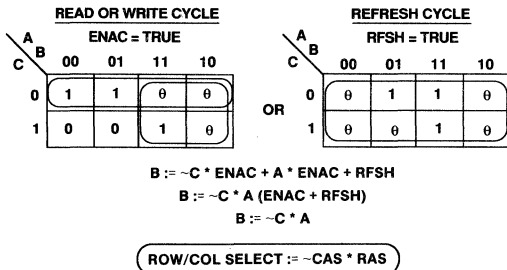 READ OR WRITE CYCLE
ENAC = TRUE
A
B
C
00 01 11 10
0 1 1 θ θ
1 0 0 1 θ
OR
REFRESH CYCLE
RFSH = TRUE
A
B
C
00 01 11 10
0 θ 1 1 θ
1 θ θ 1 θ
B := ~C * ENAC + A * ENAC + RFSH
B := ~C * A (ENAC + RFSH)
B := ~C * A
ROW/COL SELECT := ~CAS * RAS